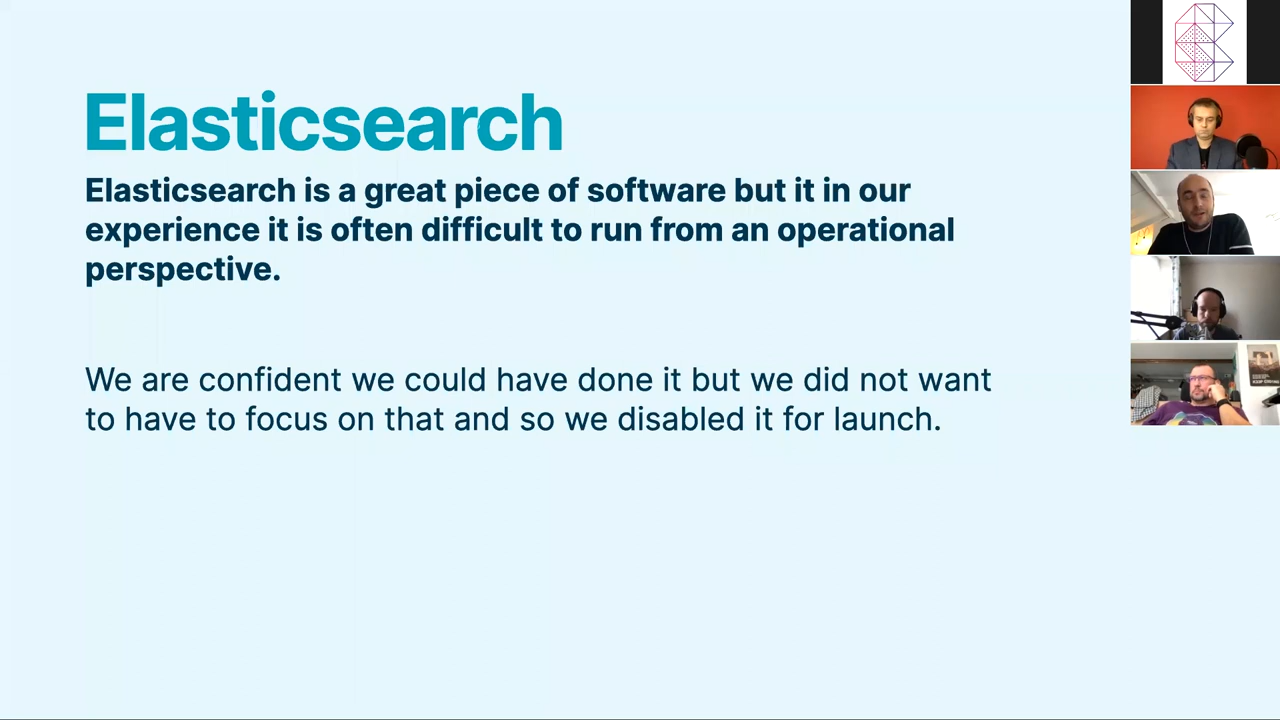 Elasticsearch
Elasticsearch is a great piece of software but it in our
experience it is often difficult to run from an operational
perspective.
We are confident we could have done it but we did not want
to have to focus on that and so we disabled it for launch.